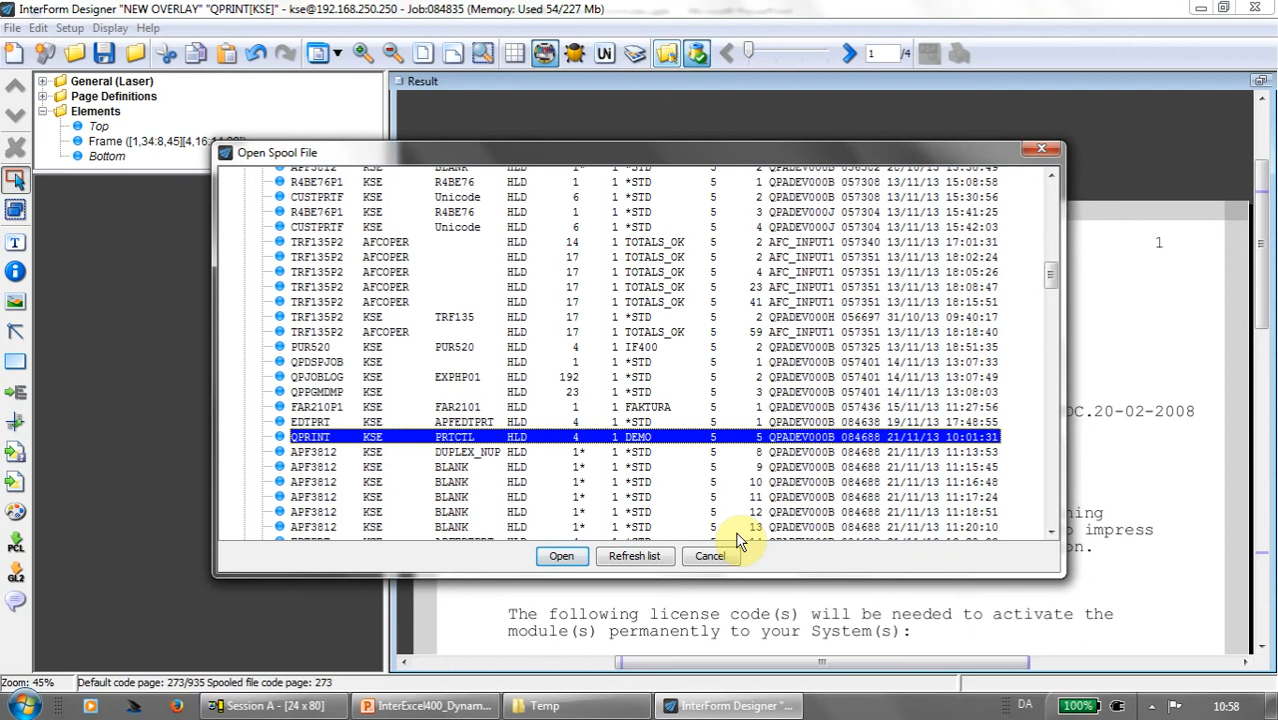 InterForm Designer "NEW OVERLAY" "QPRINT[KSE]" - kse@192.168.250.250 - Job:084835 (Memory: Used 54/227 Mb)
File Edit Setup Display Help
1 /4
General (Laser)
Page Definitions
Elements
Top
Frame ([1,34:8,45][4,16:14,29])
Bottom
Result
Open Spool File
R4BE76P1 KSE R4BE76 HLD 1 1 *STD 5 1 QPADEV000B 057308 13/11/13 15:08:58
CUSTPRTF KSE Unicode HLD 6 1 *STD 5 2 QPADEV000B 057308 13/11/13 15:30:56
R4BE76P1 KSE R4BE76 HLD 1 1 *STD 5 3 QPADEV000J 057304 13/11/13 15:41:25
CUSTPRTF KSE Unicode HLD 6 1 *STD 5 4 QPADEV000J 057304 13/11/13 15:42:03
TRF135P2 AFCOPER HLD 14 1 TOTALS_OK 5 2 AFC_INPUT1 057340 13/11/13 17:01:31
TRF135P2 AFCOPER HLD 17 1 TOTALS_OK 5 2 AFC_INPUT1 057351 13/11/13 18:02:24
TRF135P2 AFCOPER HLD 17 1 TOTALS_OK 5 4 AFC_INPUT1 057351 13/11/13 18:05:26
TRF135P2 AFCOPER HLD 17 1 TOTALS_OK 5 23 AFC_INPUT1 057351 13/11/13 18:08:47
TRF135P2 AFCOPER HLD 17 1 TOTALS_OK 5 41 AFC_INPUT1 057351 13/11/13 18:15:51
TRF135P2 KSE TRF135 HLD 17 1 *STD 5 2 QPADEV000H 056697 31/10/13 09:40:17
TRF135P2 AFCOPER HLD 17 1 TOTALS_OK 5 59 AFC_INPUT1 057351 13/11/13 18:18:40
PUR520 KSE PUR520 HLD 4 1 IF400 5 2 QPADEV000B 057325 13/11/13 18:51:35
QPDSPJOB KSE HLD 4 1 *STD 5 1 QPADEV000B 057401 14/11/13 13:07:33
QPJOBLOG KSE EXPHP01 HLD 192 1 *STD 5 2 QPADEV000B 057401 14/11/13 13:07:49
QPPGMDMP KSE HLD 23 1 *STD 5 3 QPADEV000B 057401 14/11/13 13:08:42
FAR210P1 KSE FAR2101 HLD 1 1 FAKTURA 5 1 QPADEV000B 057436 15/11/13 11:27:56
EDTPRT KSE APFEDTPRT HLD 4 1 *STD 5 1 QPADEV000B 084638 19/11/13 17:48:55
QPRINT KSE PRTCTL HLD 4 1 DEMO 5 5 QPADEV000B 084688 21/11/13 10:01:31
APF3812 KSE DUPLEX_NUP HLD 1* 1 *STD 5 8 QPADEV000B 084688 21/11/13 11:13:53
APF3812 KSE BLANK HLD 1* 1 *STD 5 9 QPADEV000B 084688 21/11/13 11:15:45
APF3812 KSE BLANK HLD 1* 1 *STD 5 10 QPADEV000B 084688 21/11/13 11:16:48
APF3812 KSE BLANK HLD 1* 1 *STD 5 11 QPADEV000B 084688 21/11/13 11:17:24
APF3812 KSE BLANK HLD 1* 1 *STD 5 12 QPADEV000B 084688 21/11/13 11:18:51
APF3812 KSE BLANK HLD 1* 1 *STD 5 13 QPADEV000B 084688 21/11/13 11:20:10
Open Refresh list Cancel
1
OC.20-02-2008
hing
o impress
on.
The following license code(s) will be needed to activate the
module(s) permanently to your System(s):
Zoom: 45% Default code page: 273/935 Spooled file code page: 273
Session A - [24 x 80] InterExcel400_Dynam... Temp InterForm Designer "... DA 100% 10:58